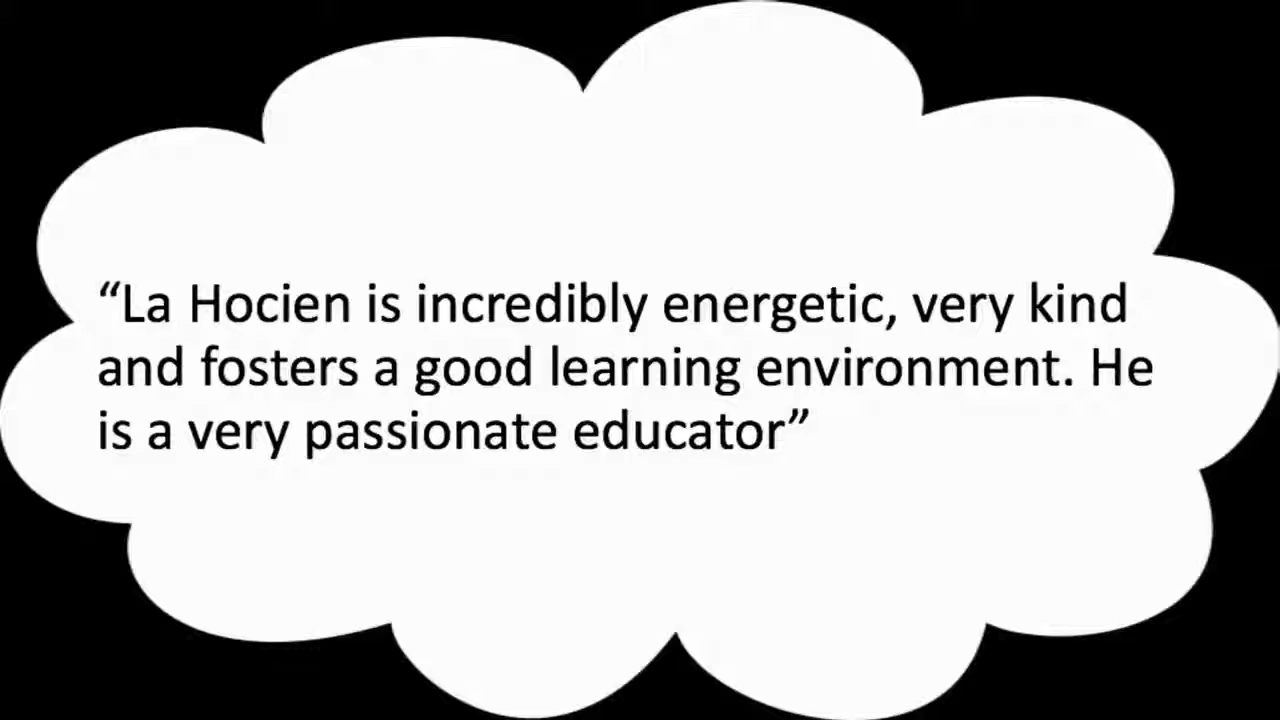 “La Hocien is incredibly energetic, very kind
and fosters a good learning environment. He
is a very passionate educator”